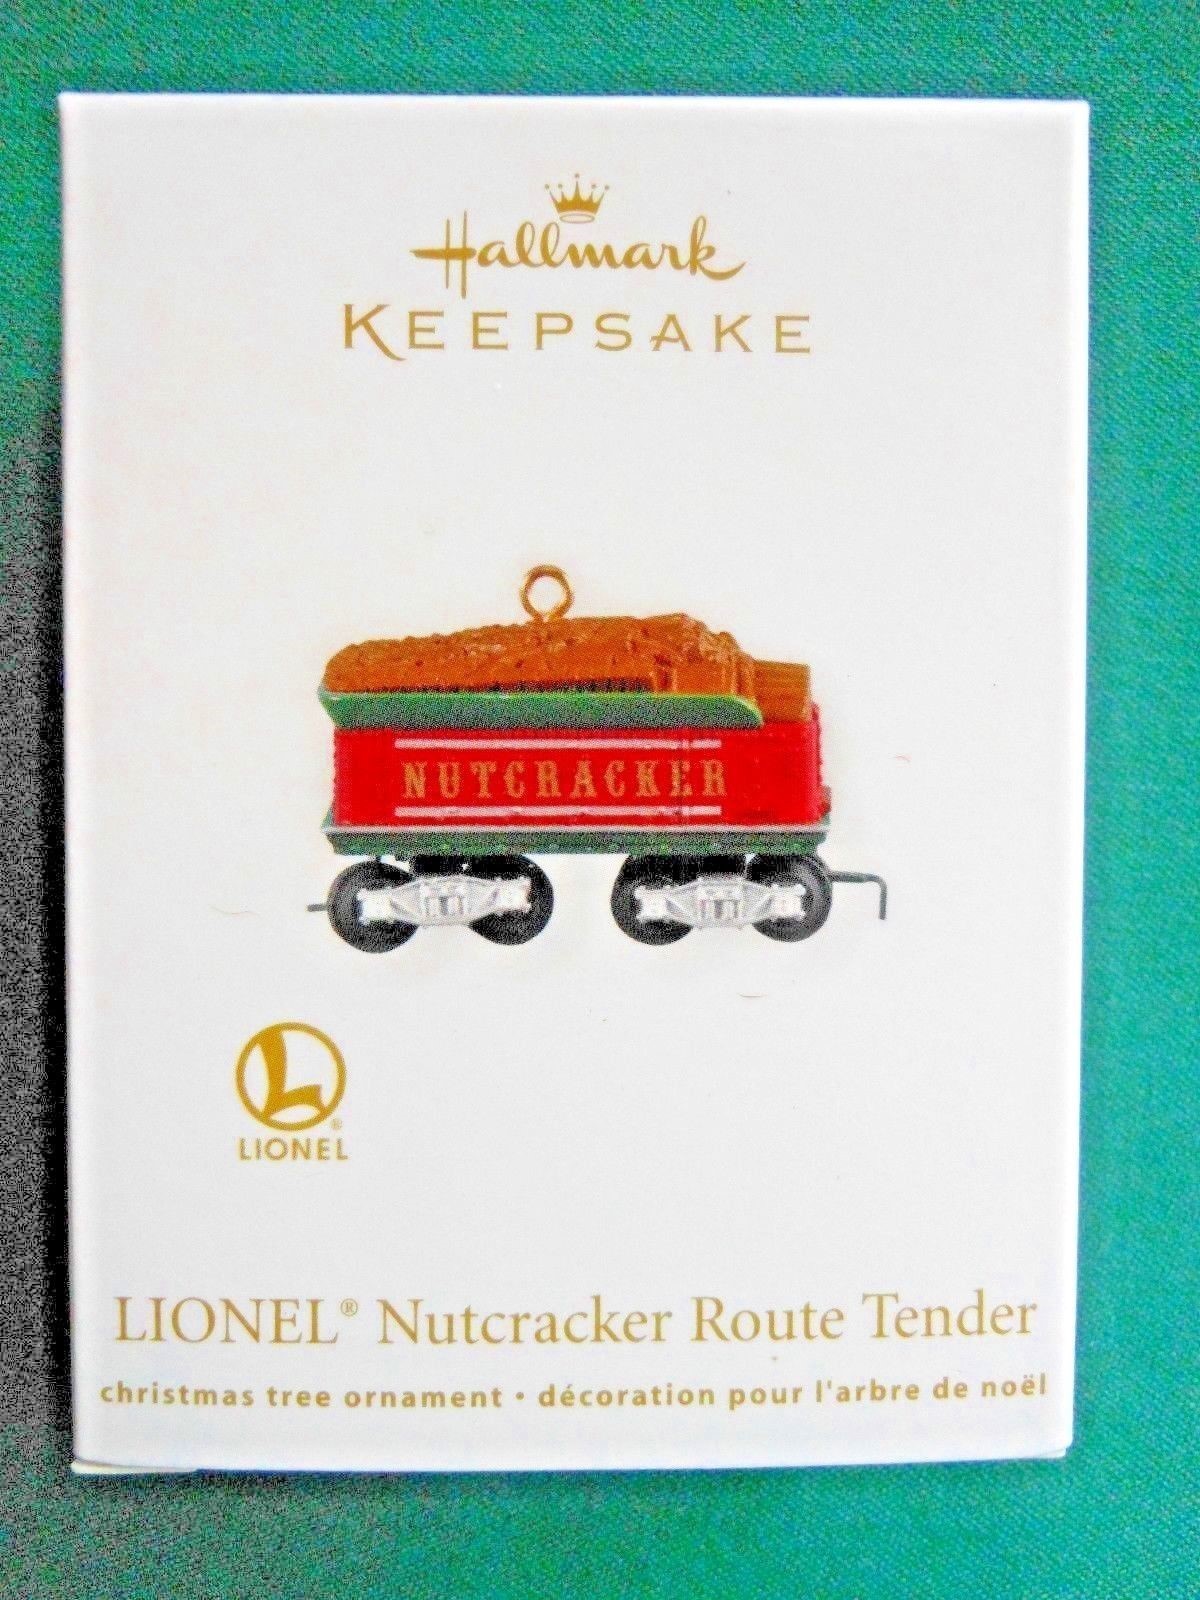 Hallmark
KEEPSAKE
NUTCRACKER
L
®
LIONEL
LIONEL® Nutcracker Route Tender
christmas tree ornament • décoration pour l'arbre de noël